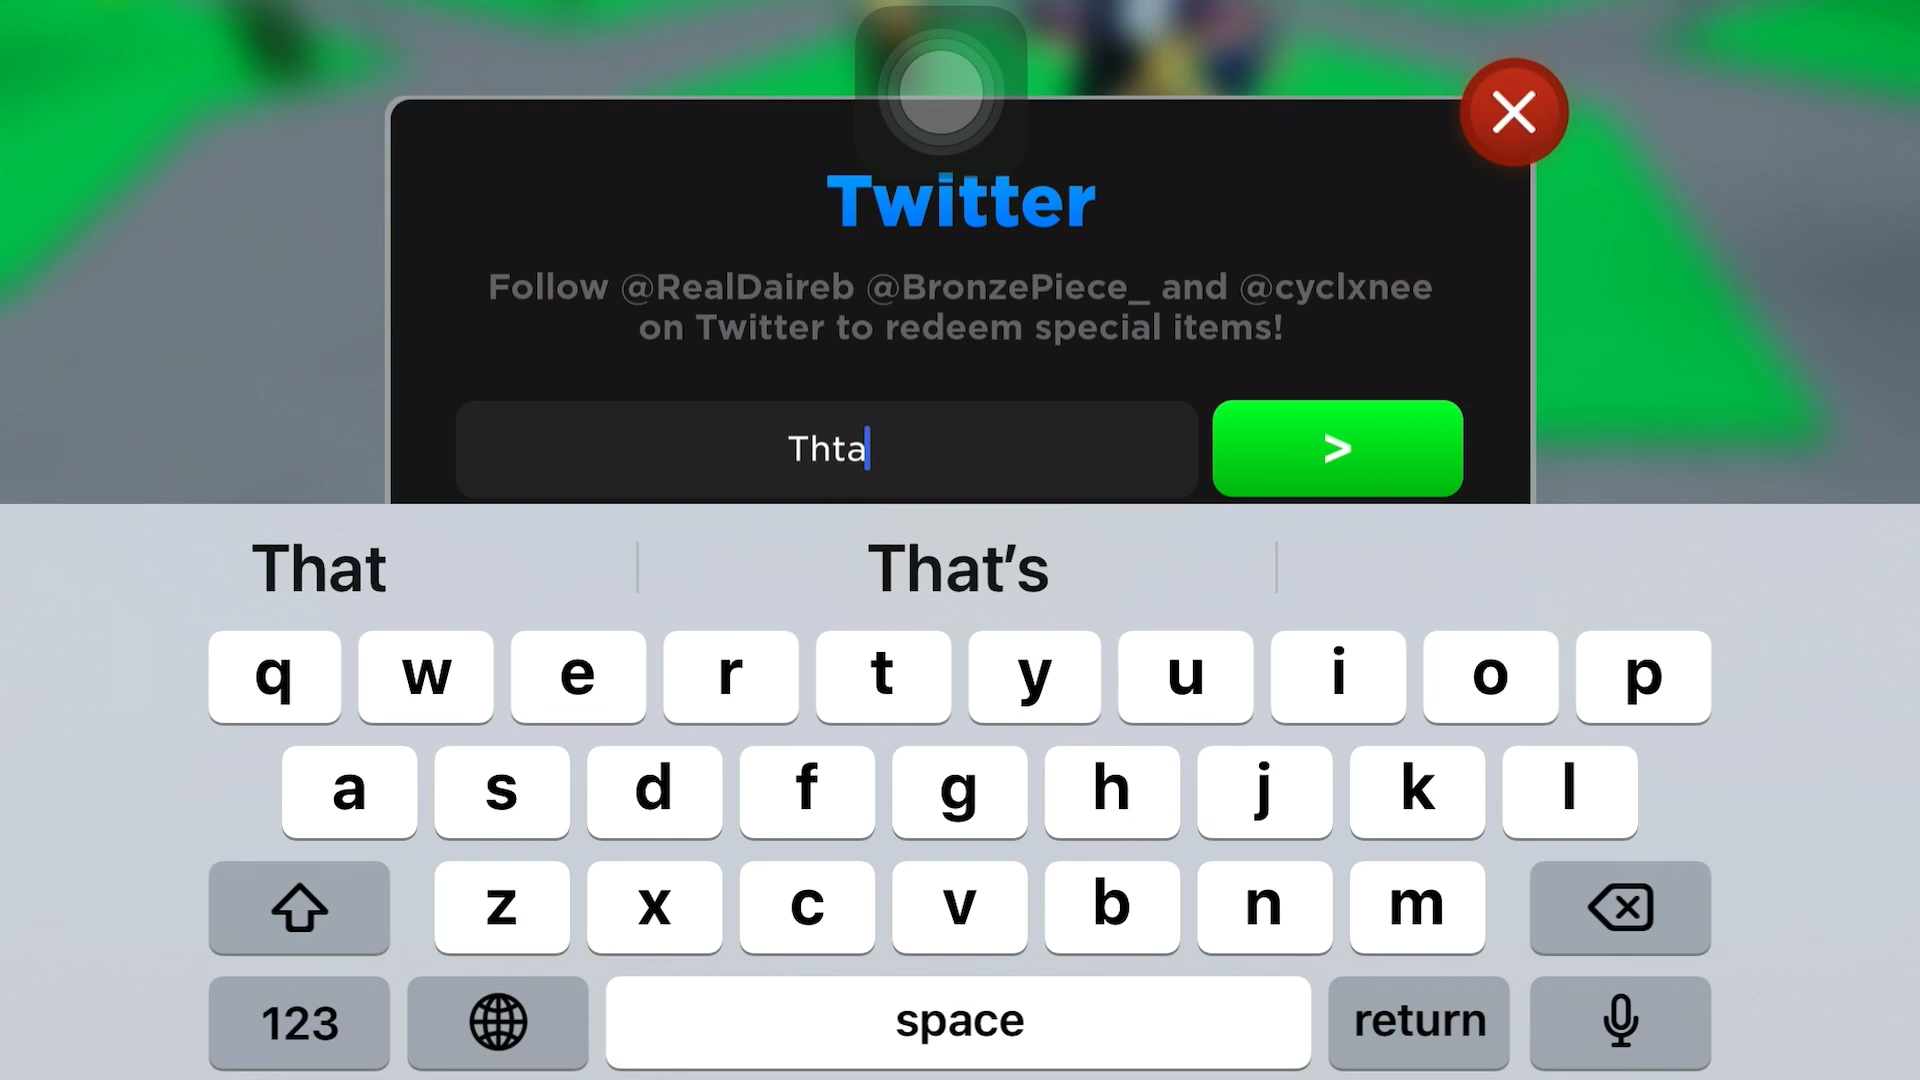 Twitter
Follow @RealDaireb @BronzePiece_ and @cyclxnee
on Twitter to redeem special items!
Thta >
That That’s
q w e r t y u i o p
a s d f g h j k l
z x c v b n m
123 space return